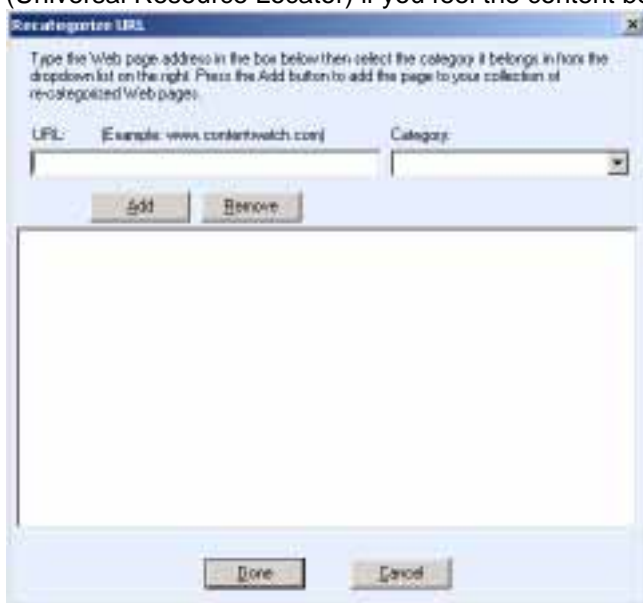 (Universal Resource Locator) if you feel the content be
Recategorize URL
Type the Web page address in the box below then select the category it belongs in from the
dropdown list on the right. Press the Add button to add the page to your collection of
re-categorized Web pages.
URL: (Example: www.contentwatch.com) Category:
Add Remove
Done Cancel